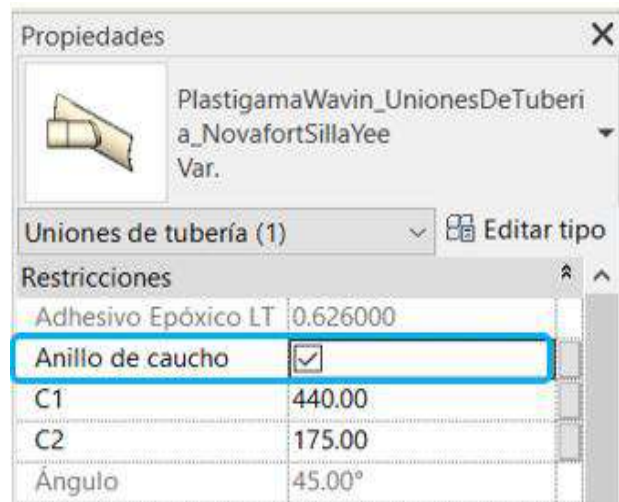 Propiedades
PlastigamaWavin_UnionesDeTuberi
a_NovafortSillaYee
Var.
Uniones de tubería (1) Editar tipo
Restricciones
Adhesivo Epóxico LT 0.626000
Anillo de caucho
C1 440.00
C2 175.00
Ángulo 45.00°